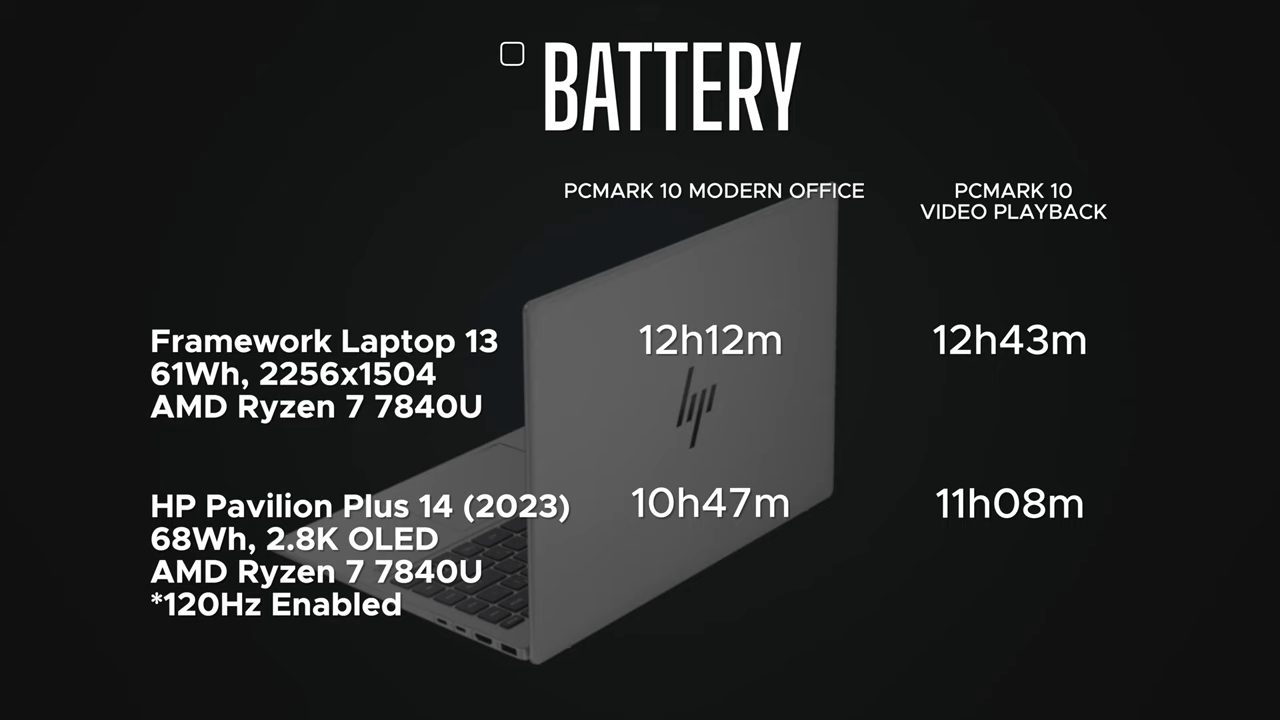 BATTERY
PCMARK 10 MODERN OFFICE
PCMARK 10
VIDEO PLAYBACK
Framework Laptop 13
61Wh, 2256x1504
AMD Ryzen 7 7840U
12h12m
12h43m
HP Pavilion Plus 14 (2023)
68Wh, 2.8K OLED
AMD Ryzen 7 7840U
*120Hz Enabled
10h47m
11h08m
hp